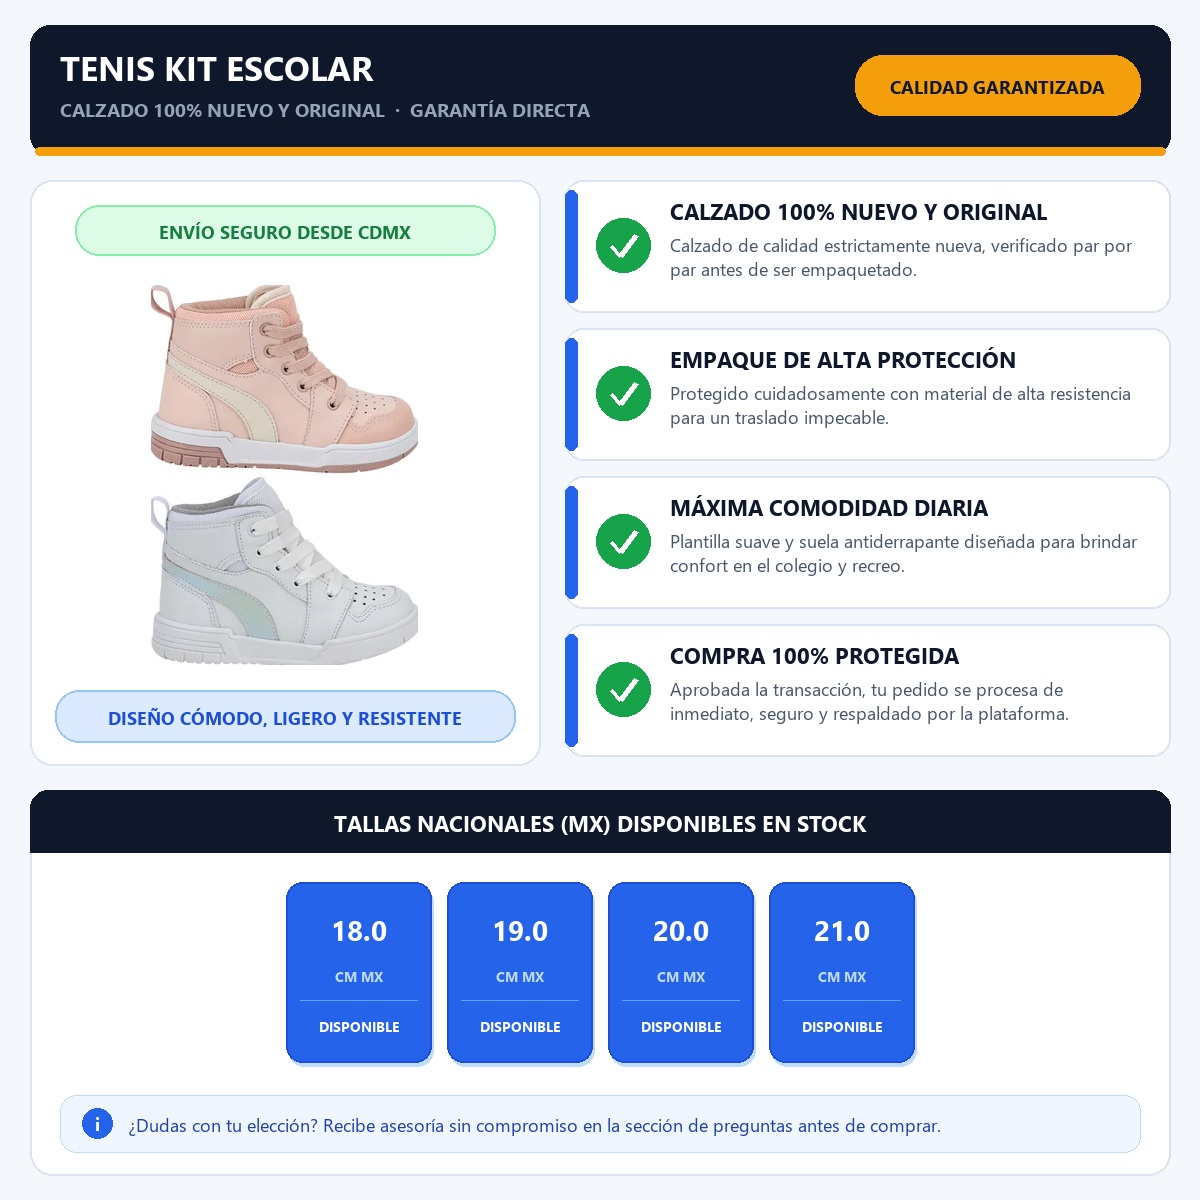 TENIS KIT ESCOLAR
CALZADO 100% NUEVO Y ORIGINAL · GARANTÍA DIRECTA
CALIDAD GARANTIZADA
ENVÍO SEGURO DESDE CDMX
DISEÑO CÓMODO, LIGERO Y RESISTENTE
CALZADO 100% NUEVO Y ORIGINAL
Calzado de calidad estrictamente nueva, verificado par por
par antes de ser empaquetado.
EMPAQUE DE ALTA PROTECCIÓN
Protegido cuidadosamente con material de alta resistencia
para un traslado impecable.
MÁXIMA COMODIDAD DIARIA
Plantilla suave y suela antiderrapante diseñada para brindar
confort en el colegio y recreo.
COMPRA 100% PROTEGIDA
Aprobada la transacción, tu pedido se procesa de
inmediato, seguro y respaldado por la plataforma.
TALLAS NACIONALES (MX) DISPONIBLES EN STOCK
18.0
CM MX
DISPONIBLE
19.0
CM MX
DISPONIBLE
20.0
CM MX
DISPONIBLE
21.0
CM MX
DISPONIBLE
i
¿Dudas con tu elección? Recibe asesoría sin compromiso en la sección de preguntas antes de comprar.